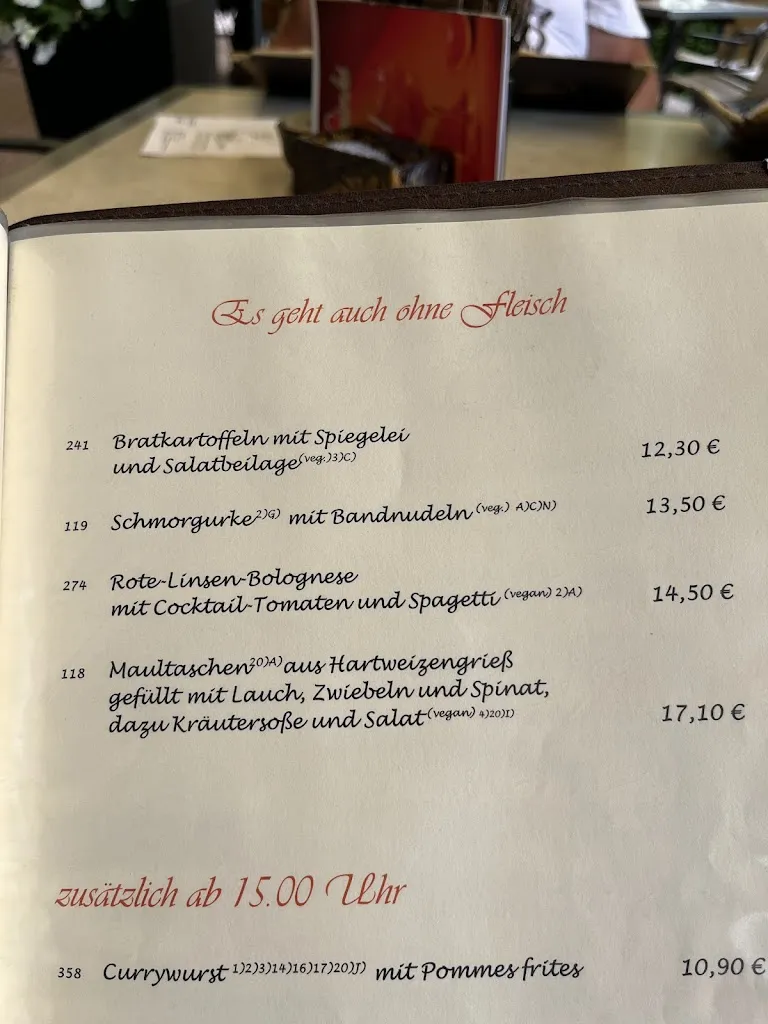 Es geht auch ohne Fleisch
241 Bratkartoffeln mit Spiegelei
und Salatbeilage(veg.)3)C) 12,30 €
119 Schmorgurke2)G) mit Bandnudeln (veg.) A)C)N) 13,50 €
274 Rote-Linsen-Bolognese
mit Cocktail-Tomaten und Spagetti (vegan) 2)A) 14,50 €
118 Maultaschen20)A) aus Hartweizengrieß
gefüllt mit Lauch, Zwiebeln und Spinat,
dazu Kräutersoße und Salat(vegan) 4)20)I) 17,10 €
zusätzlich ab 15.00 Uhr
358 Currywurst 1)2)3)14)16)17)20)J) mit Pommes frites 10,90 €